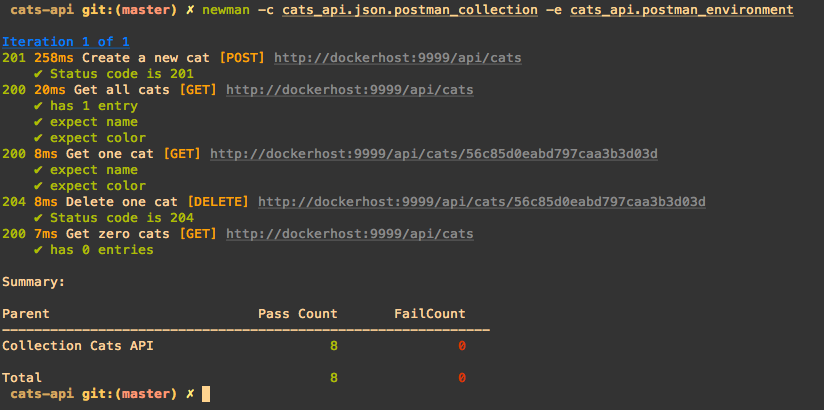 cats-api git:(master) ✗ newman -c cats_api.json.postman_collection -e cats_api.postman_environment
Iteration 1 of 1
201 258ms Create a new cat [POST] http://dockerhost:9999/api/cats
✔ Status code is 201
200 20ms Get all cats [GET] http://dockerhost:9999/api/cats
✔ has 1 entry
✔ expect name
✔ expect color
200 8ms Get one cat [GET] http://dockerhost:9999/api/cats/56c85d0eabd797caa3b3d03d
✔ expect name
✔ expect color
204 8ms Delete one cat [DELETE] http://dockerhost:9999/api/cats/56c85d0eabd797caa3b3d03d
✔ Status code is 204
200 7ms Get zero cats [GET] http://dockerhost:9999/api/cats
✔ has 0 entries
Summary:
Parent Pass Count FailCount
-------------------------------------------------------------
Collection Cats API 8 0
Total 8 0
cats-api git:(master) ✗